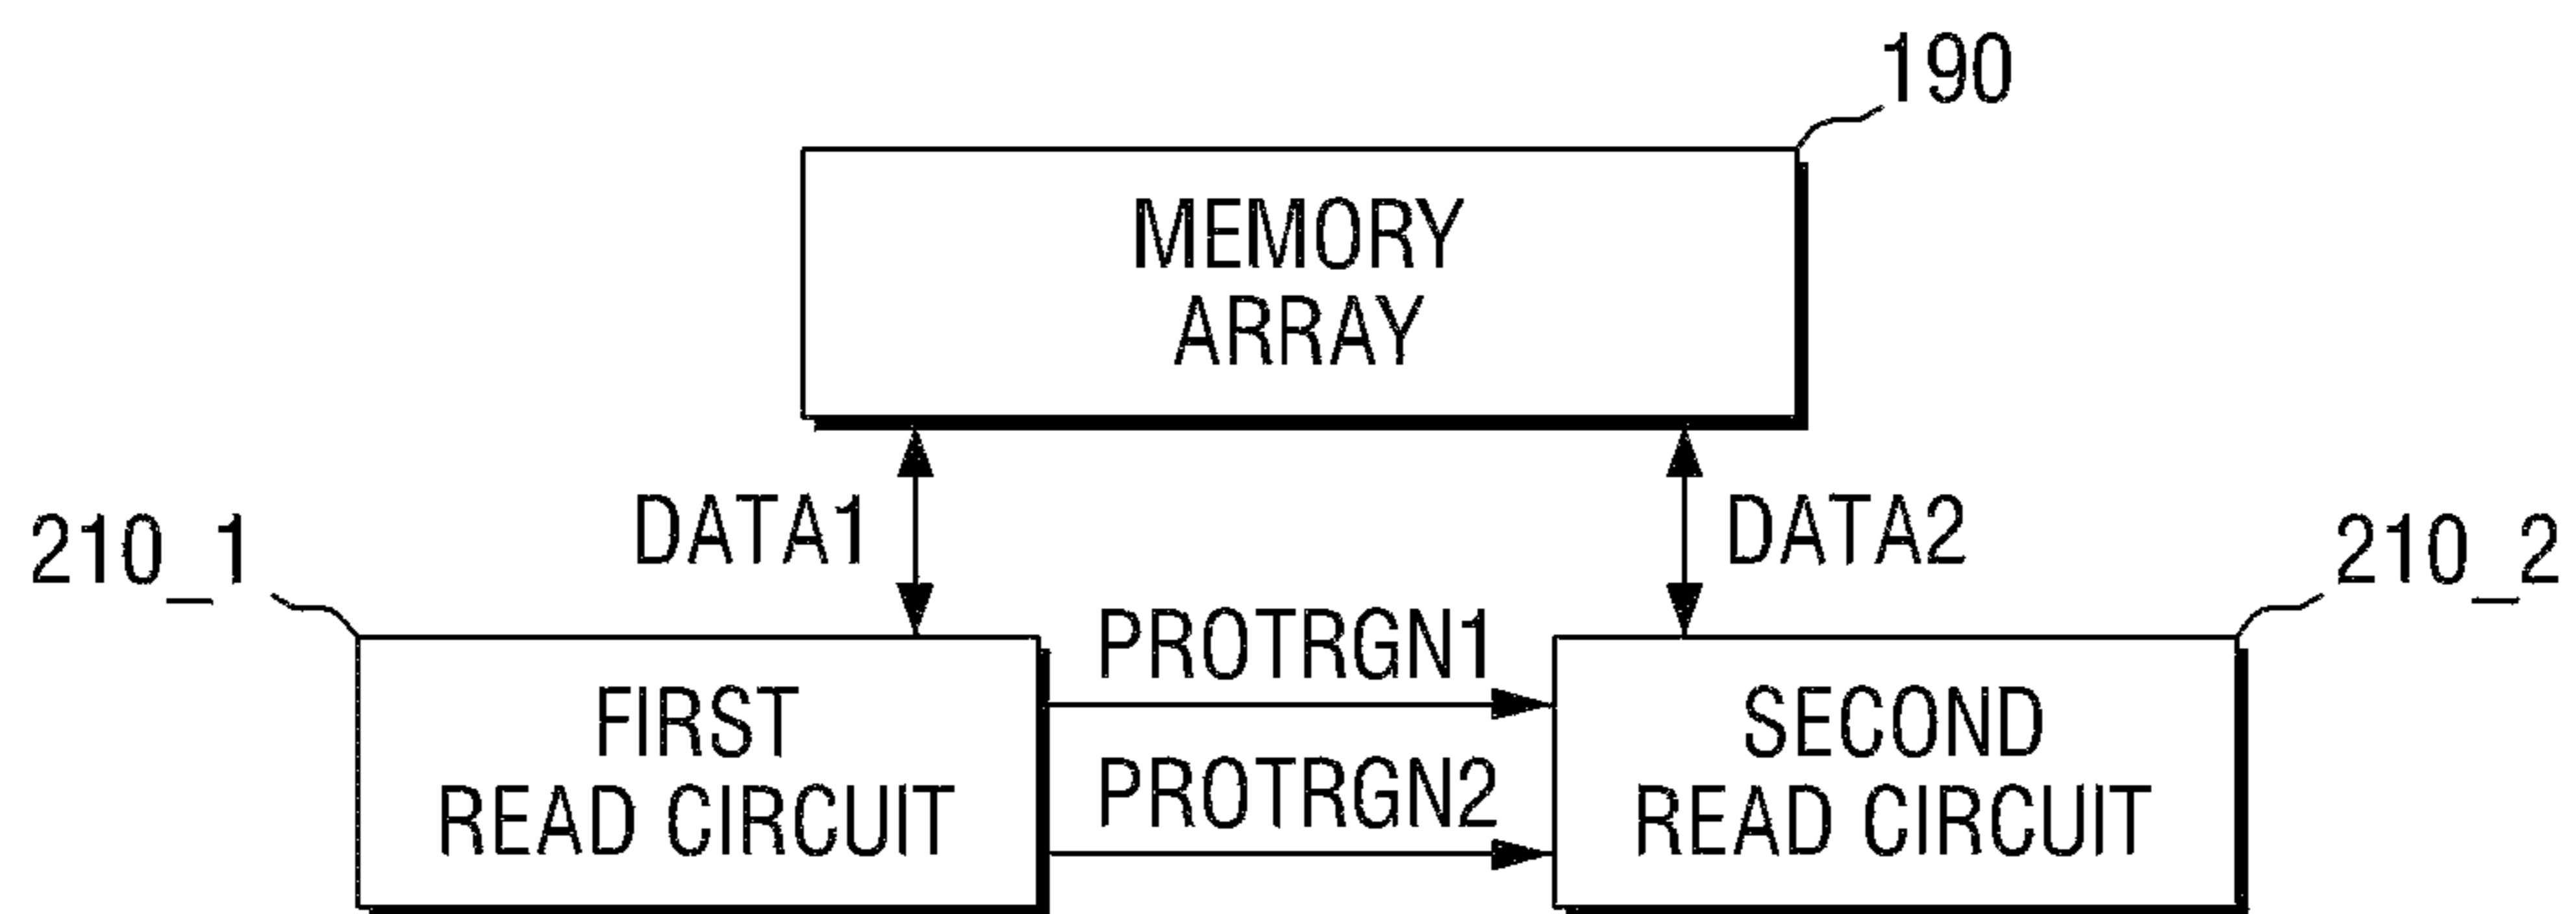 190
MEMORY
ARRAY
DATA1
DATA2
210_1
210_2
PROTRGN1
FIRST
READ CIRCUIT
PROTRGN2
SECOND
READ CIRCUIT